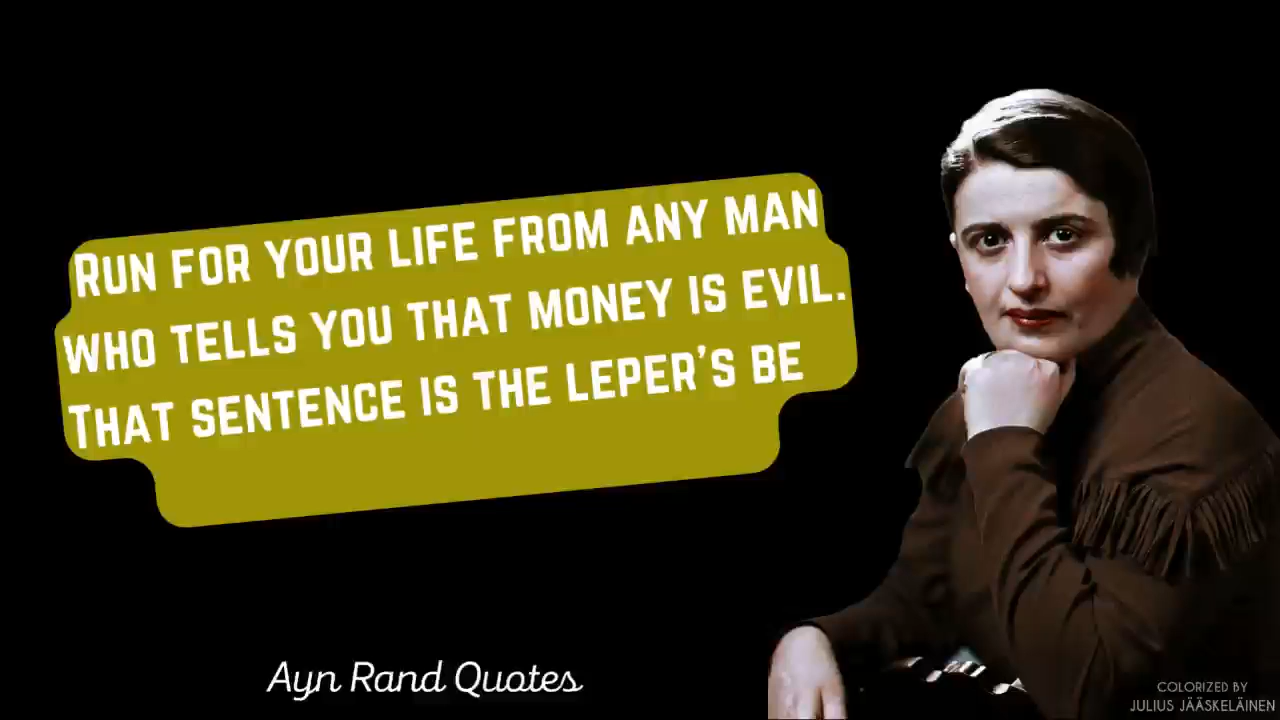 Run for your life from any man
who tells you that money is evil.
That sentence is the leper's be
Ayn Rand Quotes
COLORIZED BY
JULIUS JÄÄSKELÄINEN